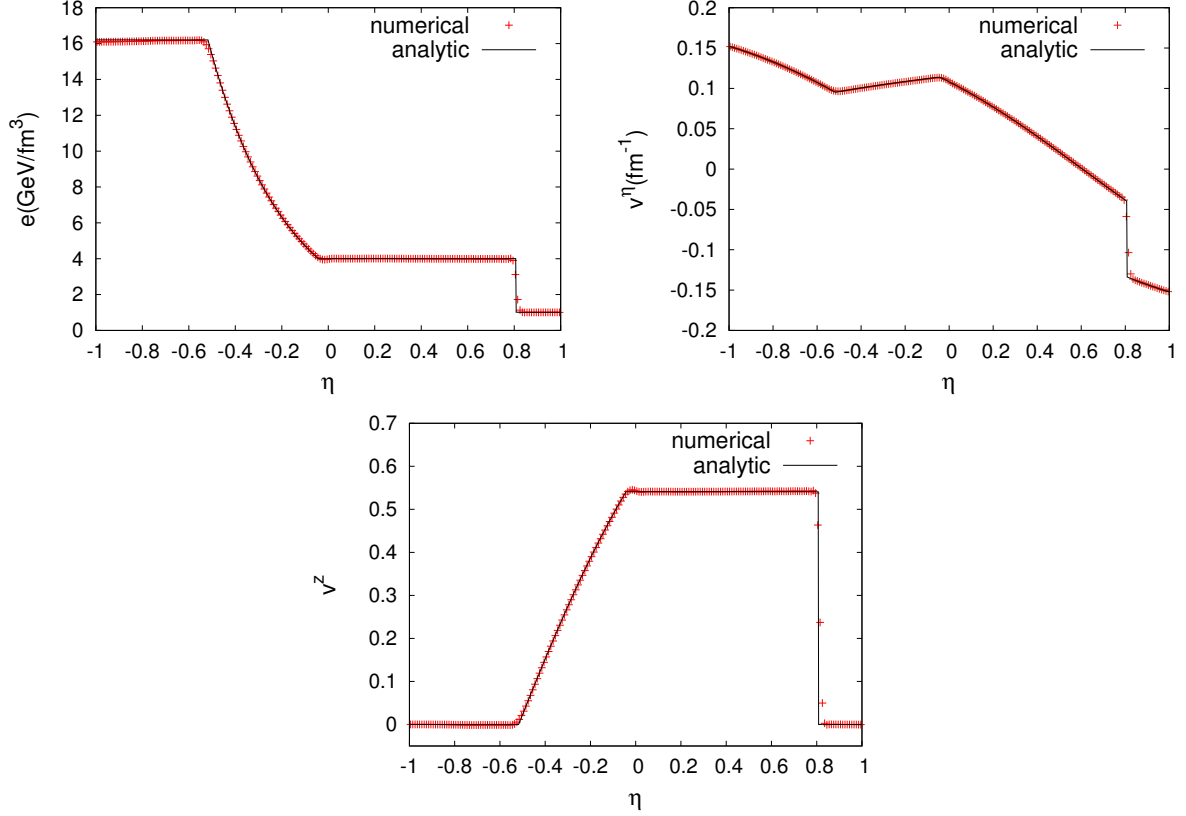 18
16
14
12
10
8
6
4
2
0
e(GeV/fm³)
numerical
analytic
-1 -0.8 -0.6 -0.4 -0.2 0 0.2 0.4 0.6 0.8 1
η
0.2
0.15
0.1
0.05
0
-0.05
-0.1
-0.15
-0.2
v^η(fm⁻¹)
numerical
analytic
-1 -0.8 -0.6 -0.4 -0.2 0 0.2 0.4 0.6 0.8 1
η
0.7
0.6
0.5
0.4
0.3
0.2
0.1
0
v^z
numerical
analytic
-1 -0.8 -0.6 -0.4 -0.2 0 0.2 0.4 0.6 0.8 1
η